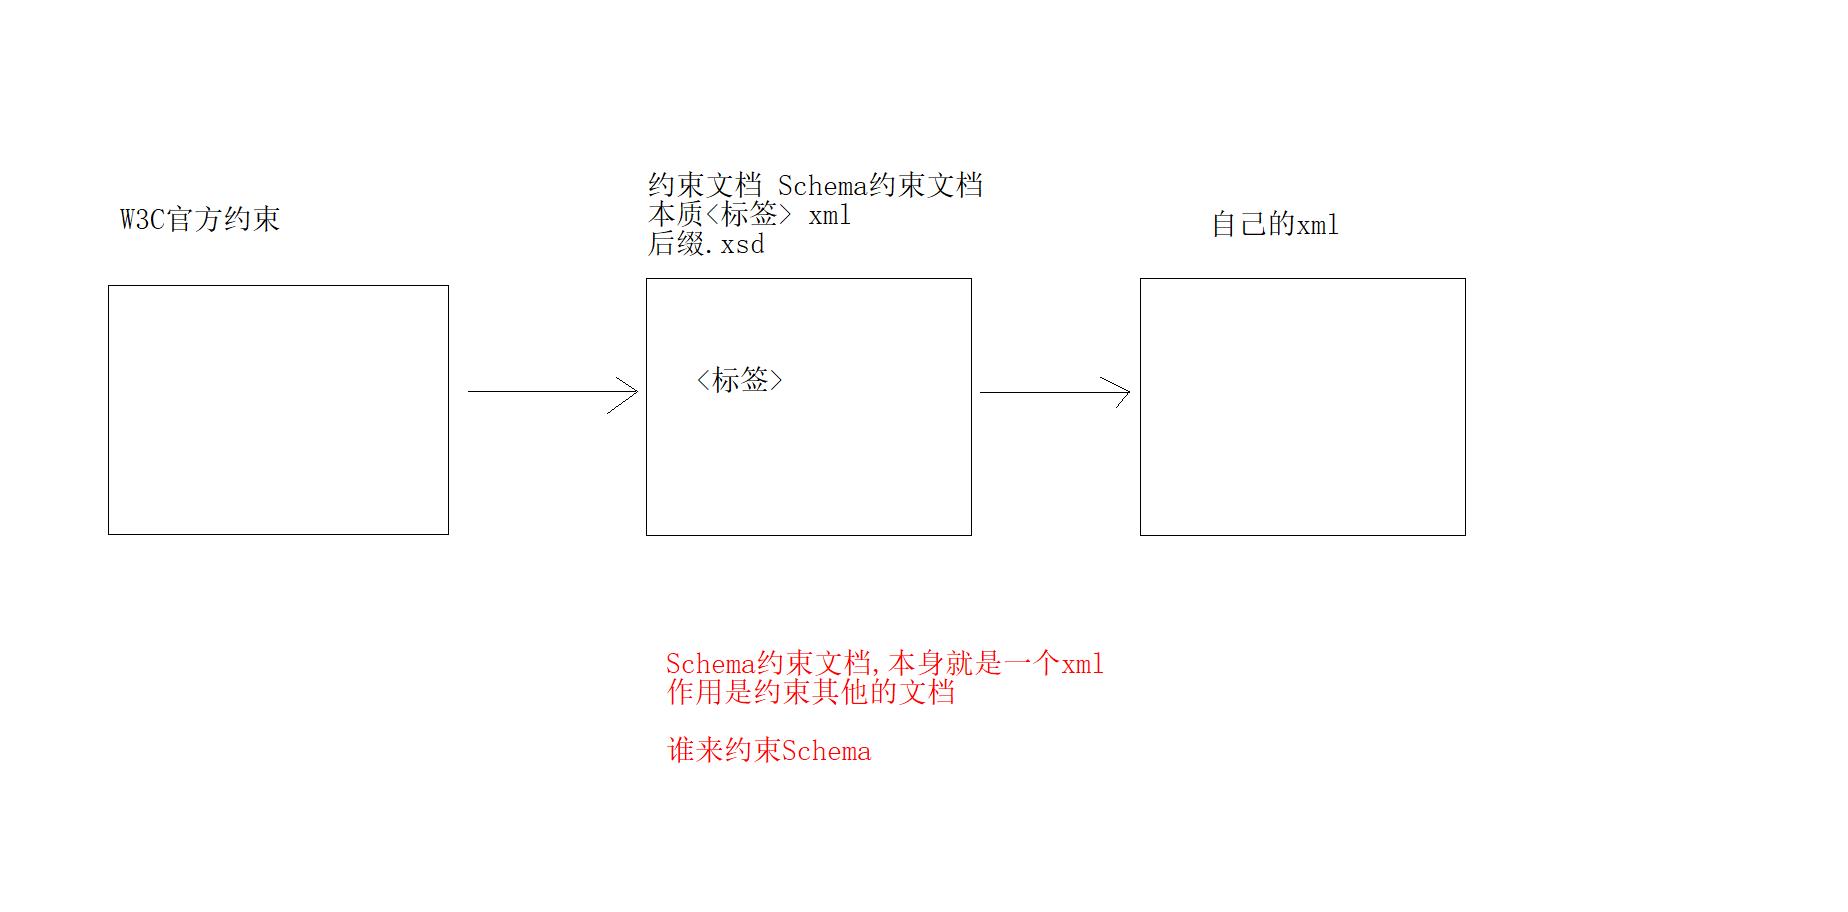 W3C官方约束
约束文档 Schema约束文档
本质<标签> xml
后缀.xsd
自己的xml
<标签>
Schema约束文档,本身就是一个xml
作用是约束其他的文档
谁来约束Schema